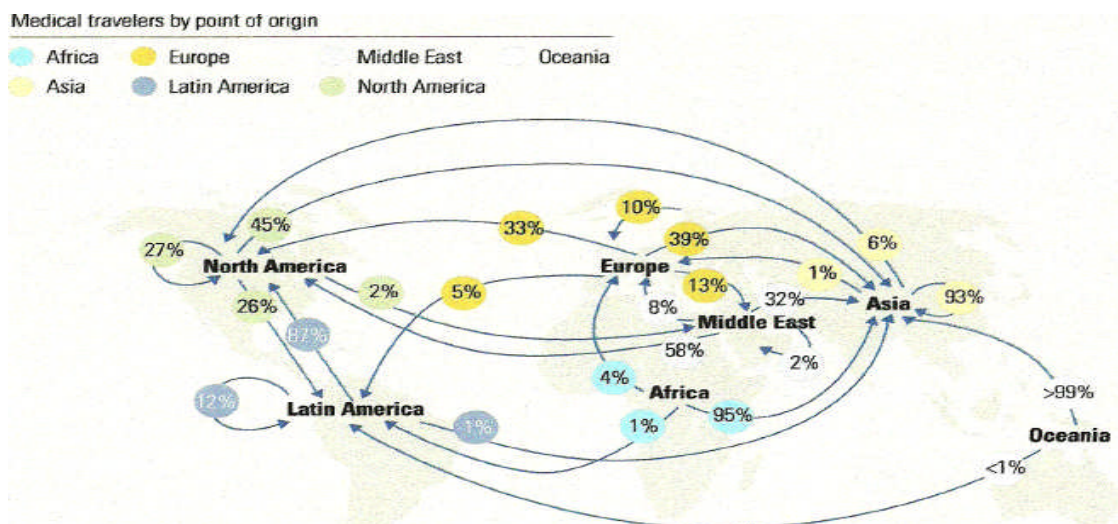 Medical travelers by point of origin
Africa Europe Middle East Oceania
Asia Latin America North America
45%
33%
10%
39%
6%
27%
North America
Europe
1%
Asia
93%
26%
2%
5%
13%
8%
32%
87%
Middle East
58%
2%
4%
Africa
12%
Latin America
1%
1%
95%
>99%
Oceania
<1%